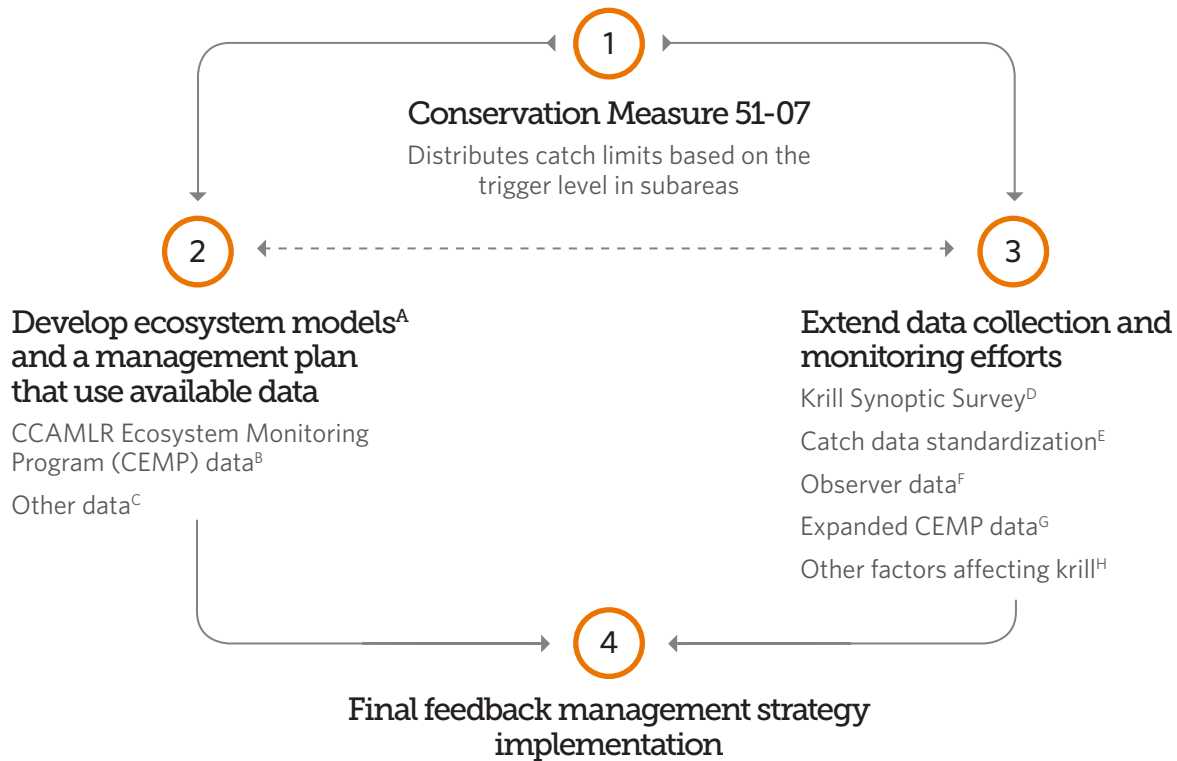 1
Conservation Measure 51-07
Distributes catch limits based on the
trigger level in subareas
2
Develop ecosystem modelsᴬ
and a management plan
that use available data
CCAMLR Ecosystem Monitoring
Program (CEMP) dataᴮ
Other dataC
3
Extend data collection and
monitoring efforts
Krill Synoptic Surveyᴰ
Catch data standardizationᴱ
Observer dataF
Expanded CEMP dataᴳ
Other factors affecting krillᴴ
4
Final feedback management strategy
implementation